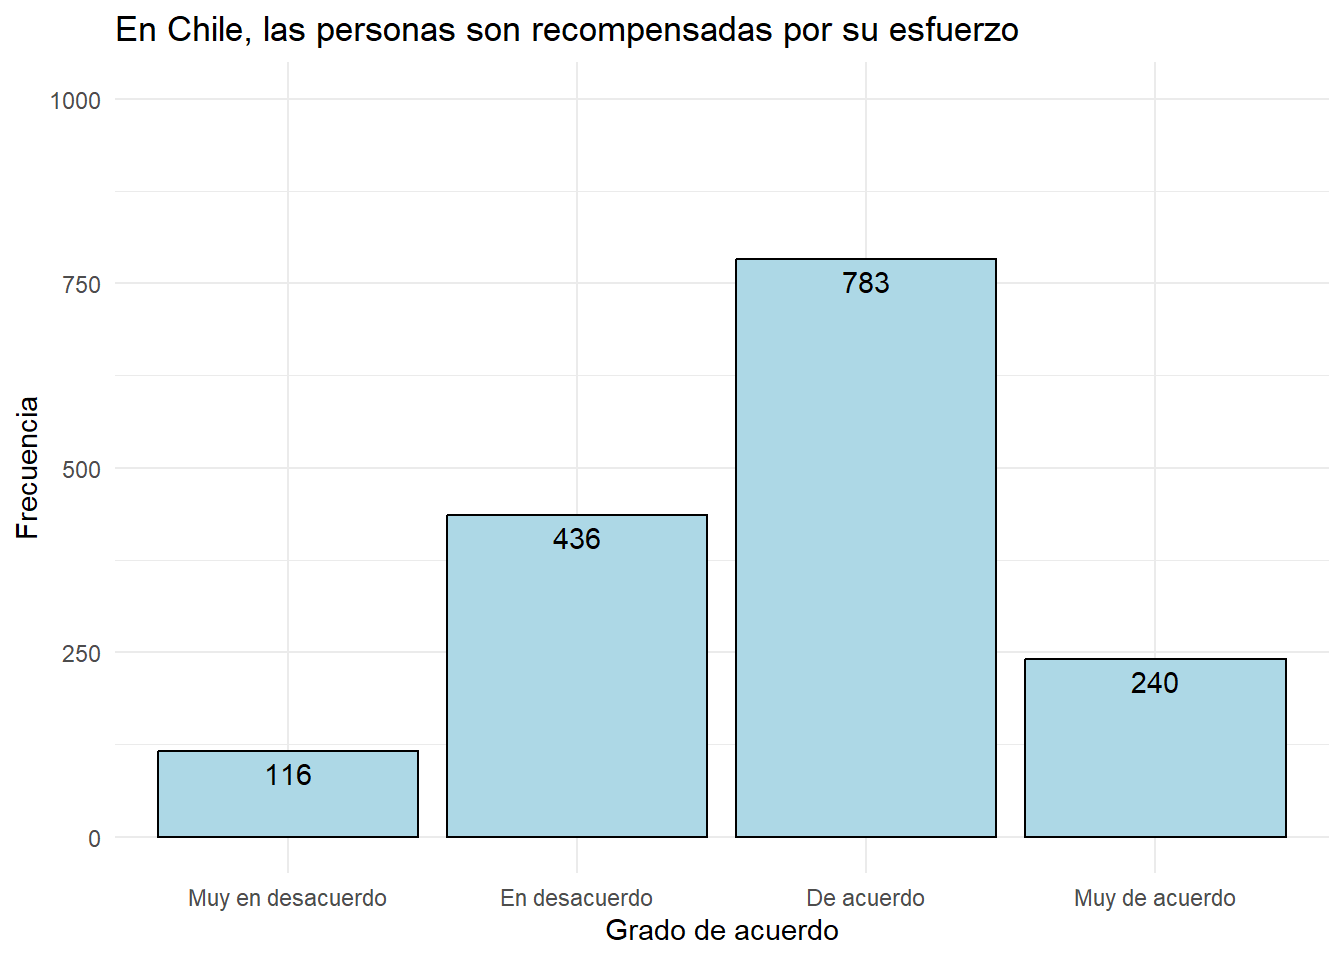 En Chile, las personas son recompensadas por su esfuerzo
1000
750
500
250
0
Frecuencia
116
436
783
240
Muy en desacuerdo
En desacuerdo
De acuerdo
Muy de acuerdo
Grado de acuerdo